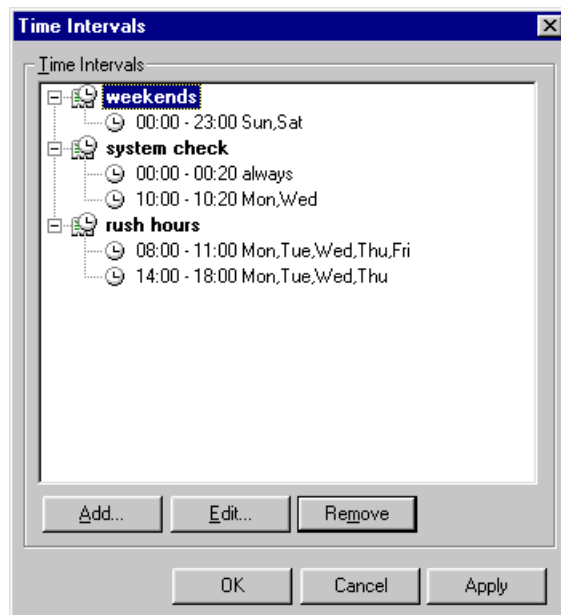 Time Intervals
Time Intervals
weekends
00:00 - 23:00 Sun,Sat
system check
00:00 - 00:20 always
10:00 - 10:20 Mon,Wed
rush hours
08:00 - 11:00 Mon,Tue,Wed,Thu,Fri
14:00 - 18:00 Mon,Tue,Wed,Thu
Add... Edit... Remove
OK Cancel Apply